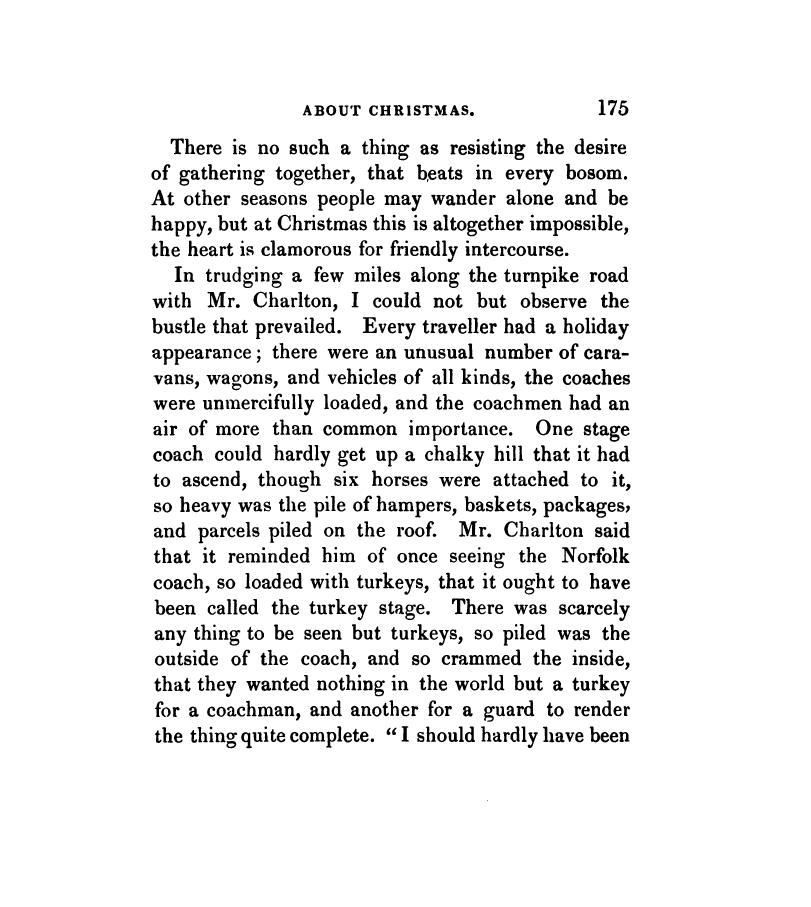 ABOUT CHRISTMAS. 175
There is no such a thing as resisting the desire
of gathering together, that beats in every bosom.
At other seasons people may wander alone and be
happy, but at Christmas this is altogether impossible,
the heart is clamorous for friendly intercourse.
In trudging a few miles along the turnpike road
with Mr. Charlton, I could not but observe the
bustle that prevailed. Every traveller had a holiday
appearance; there were an unusual number of cara-
vans, wagons, and vehicles of all kinds, the coaches
were unmercifully loaded, and the coachmen had an
air of more than common importance. One stage
coach could hardly get up a chalky hill that it had
to ascend, though six horses were attached to it,
so heavy was the pile of hampers, baskets, packages,
and parcels piled on the roof. Mr. Charlton said
that it reminded him of once seeing the Norfolk
coach, so loaded with turkeys, that it ought to have
been called the turkey stage. There was scarcely
any thing to be seen but turkeys, so piled was the
outside of the coach, and so crammed the inside,
that they wanted nothing in the world but a turkey
for a coachman, and another for a guard to render
the thing quite complete. “I should hardly have been